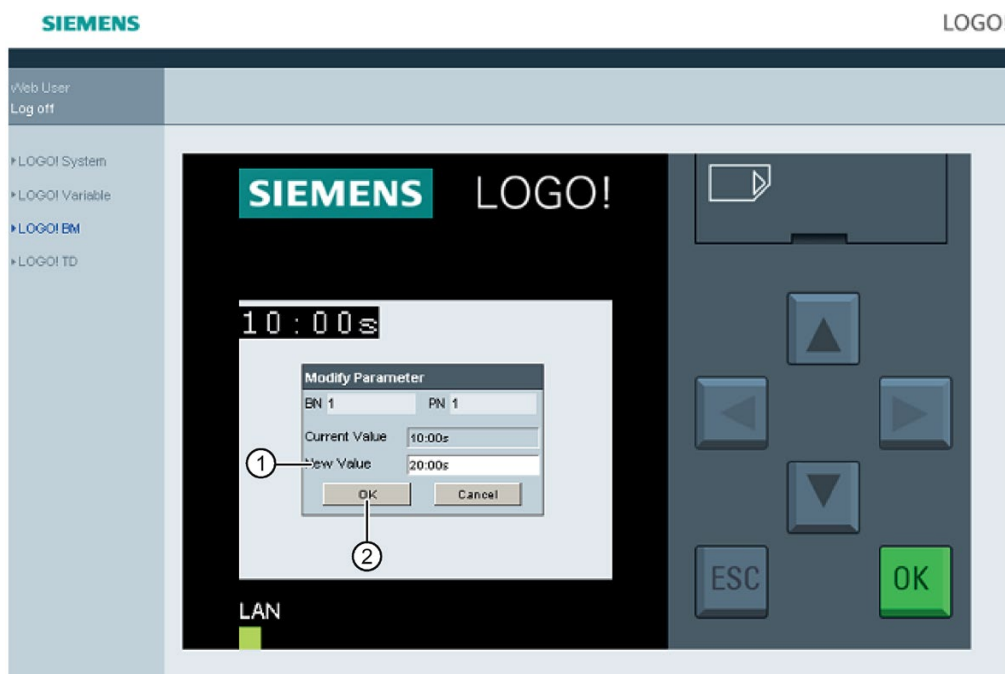 SIEMENS
LOGO!
Web User
Log off
LOGO! System
LOGO! Variable
LOGO! BM
LOGO! TD
SIEMENS LOGO!
10:00s
Modify Parameter
BN 1 PN 1
Current Value 10:00s
1 New Value 20:00s
OK Cancel
2
ESC OK
LAN